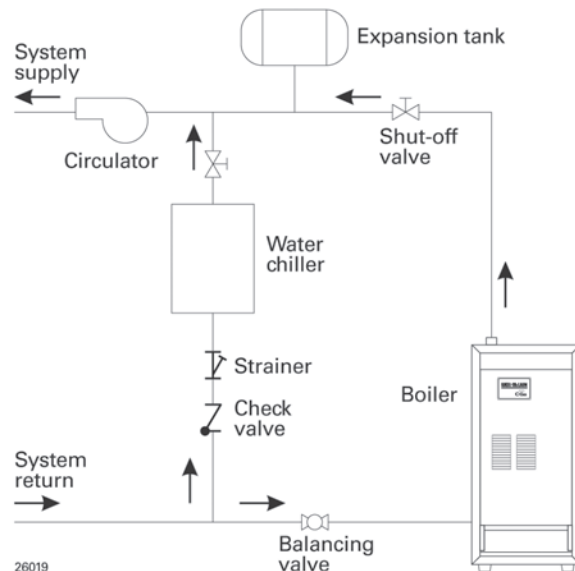 Expansion tank
System
supply
Circulator
Shut-off
valve
Water
chiller
Strainer
Check
valve
Boiler
System
return
Balancing
valve
26019